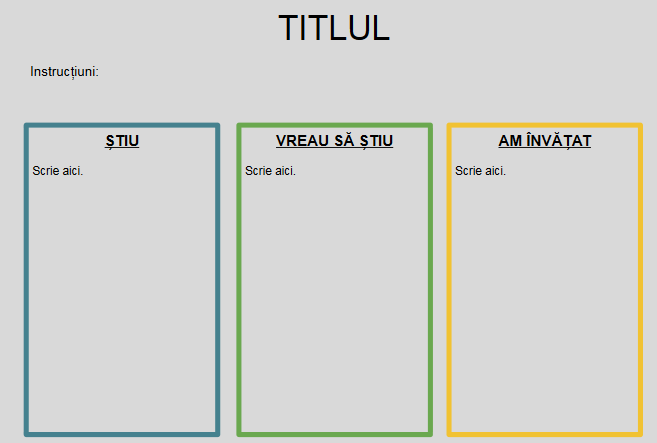 TITLUL
Instrucțiuni:
ȘTIU
Scrie aici.
VREAU SĂ ȘTIU
Scrie aici.
AM ÎNVĂȚAT
Scrie aici.